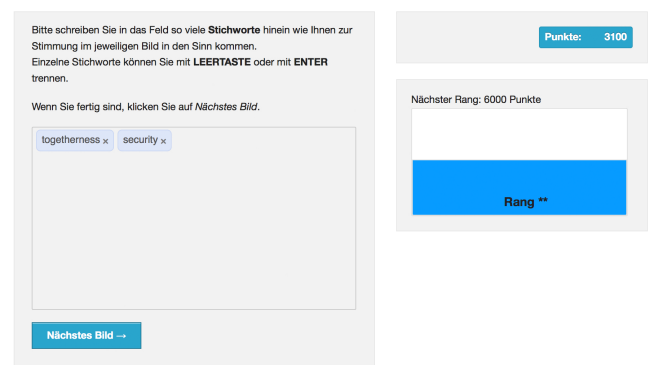 Bitte schreiben Sie in das Feld so viele Stichworte hinein wie Ihnen zur
Stimmung im jeweiligen Bild in den Sinn kommen.
Einzelne Stichworte können Sie mit LEERTASTE oder mit ENTER
trennen.
Wenn Sie fertig sind, klicken Sie auf Nächstes Bild.
togetherness x security x
Nächstes Bild →
Punkte: 3100
Nächster Rang: 6000 Punkte
Rang **